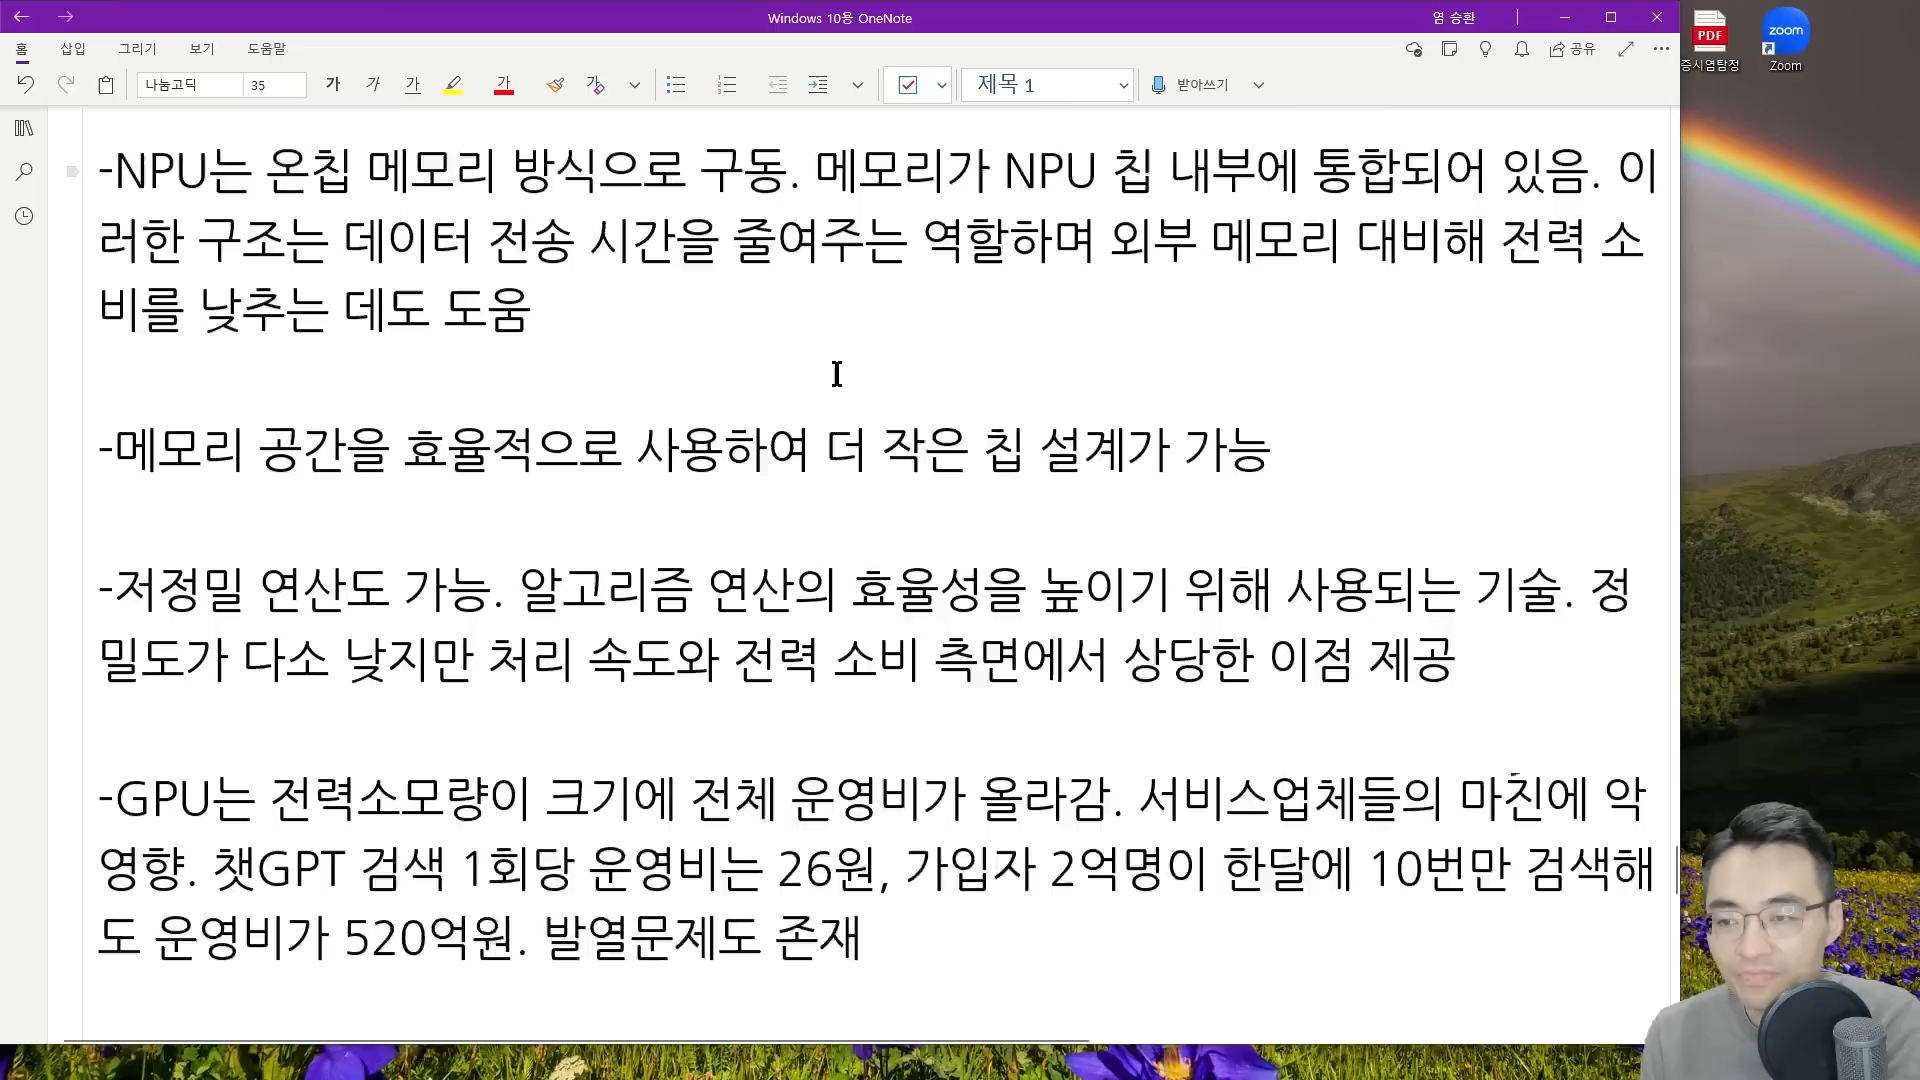 Windows 10용 OneNote
염 승환
홈 삽입 그리기 보기 도움말
공유
나눔고딕 35 가 가 가 가 가 제목 1 받아쓰기
PDF
zoom
증시염탐정
Zoom
-NPU는 온칩 메모리 방식으로 구동. 메모리가 NPU 칩 내부에 통합되어 있음. 이
러한 구조는 데이터 전송 시간을 줄여주는 역할하며 외부 메모리 대비해 전력 소
비를 낮추는 데도 도움
-메모리 공간을 효율적으로 사용하여 더 작은 칩 설계가 가능
-저정밀 연산도 가능. 알고리즘 연산의 효율성을 높이기 위해 사용되는 기술. 정
밀도가 다소 낮지만 처리 속도와 전력 소비 측면에서 상당한 이점 제공
-GPU는 전력소모량이 크기에 전체 운영비가 올라감. 서비스업체들의 마진에 악
영향. 챗GPT 검색 1회당 운영비는 26원, 가입자 2억명이 한달에 10번만 검색해
도 운영비가 520억원. 발열문제도 존재